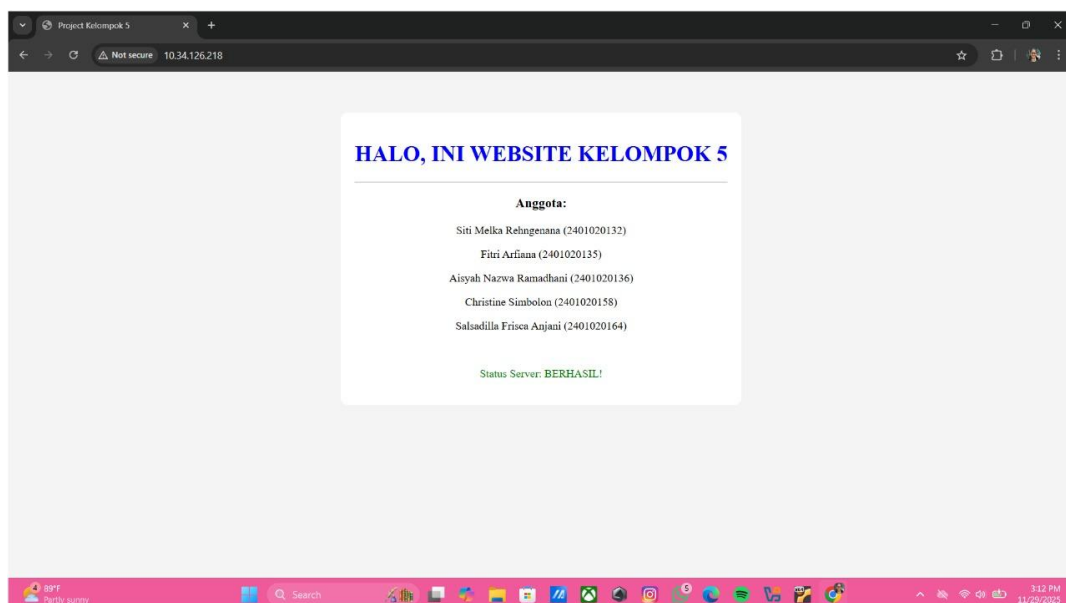 Project Kelompok 5
Not secure 10.34.126.218
HALO, INI WEBSITE KELOMPOK 5
Anggota:
Siti Melka Rehngenana (2401020132)
Fitri Arfiana (2401020135)
Aisyah Nazwa Ramadhani (2401020136)
Christine Simbolon (2401020158)
Salsadilla Frisca Anjani (2401020164)
Status Server: BERHASIL!
4 89°F
Partly sunny
Search
5
3:12 PM
11/29/2025